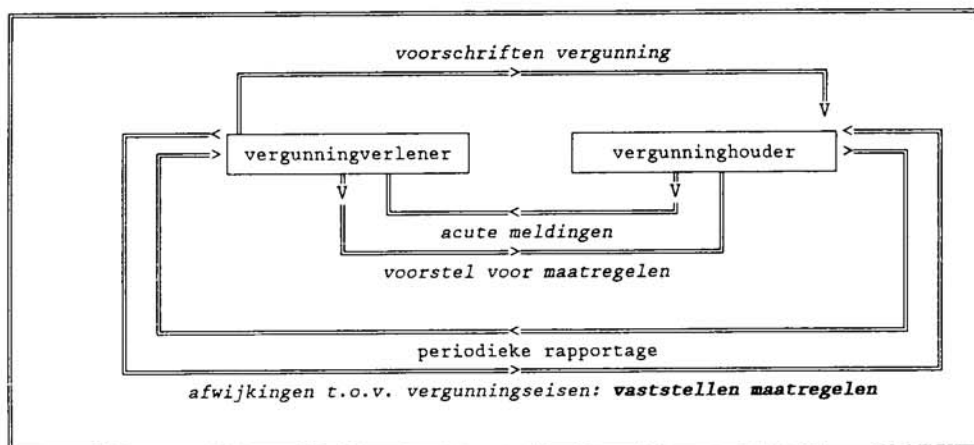 voorschriften vergunning
vergunningverlener
vergunninghouder
acute meldingen
voorstel voor maatregelen
periodieke rapportage
afwijkingen t.o.v. vergunningseisen: vaststellen maatregelen